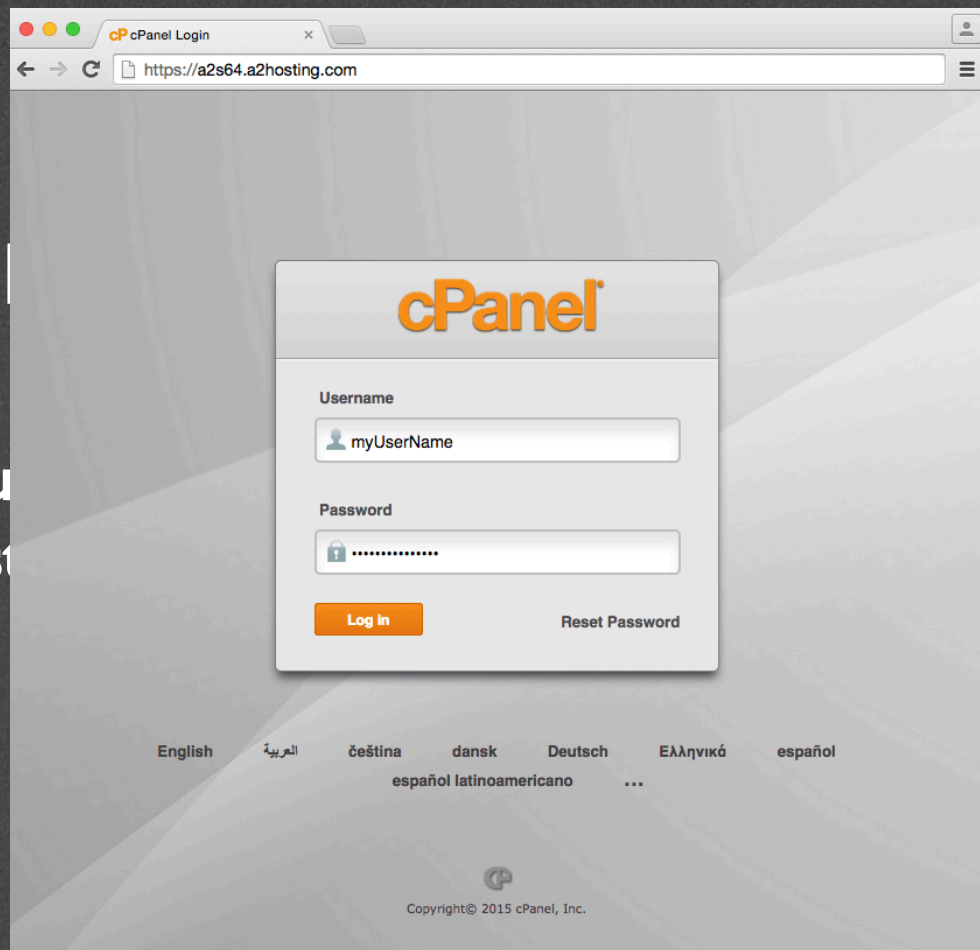 cP cPanel Login
https://a2s64.a2hosting.com
cPanel®
Username
myUserName
Password
•••••••••••••••
Log in Reset Password
English العربية čeština dansk Deutsch Ελληνικά español
español latinoamericano ...
cP
Copyright© 2015 cPanel, Inc.